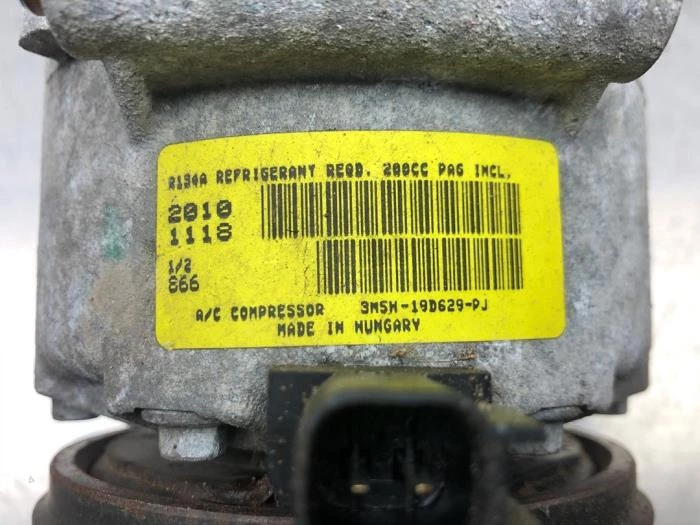 R134A REFRIGERANT REQD. 200CC PAG INCL.
2010
1118
1/2
866
A/C COMPRESSOR 3M5H-19D629-PJ
MADE IN HUNGARY